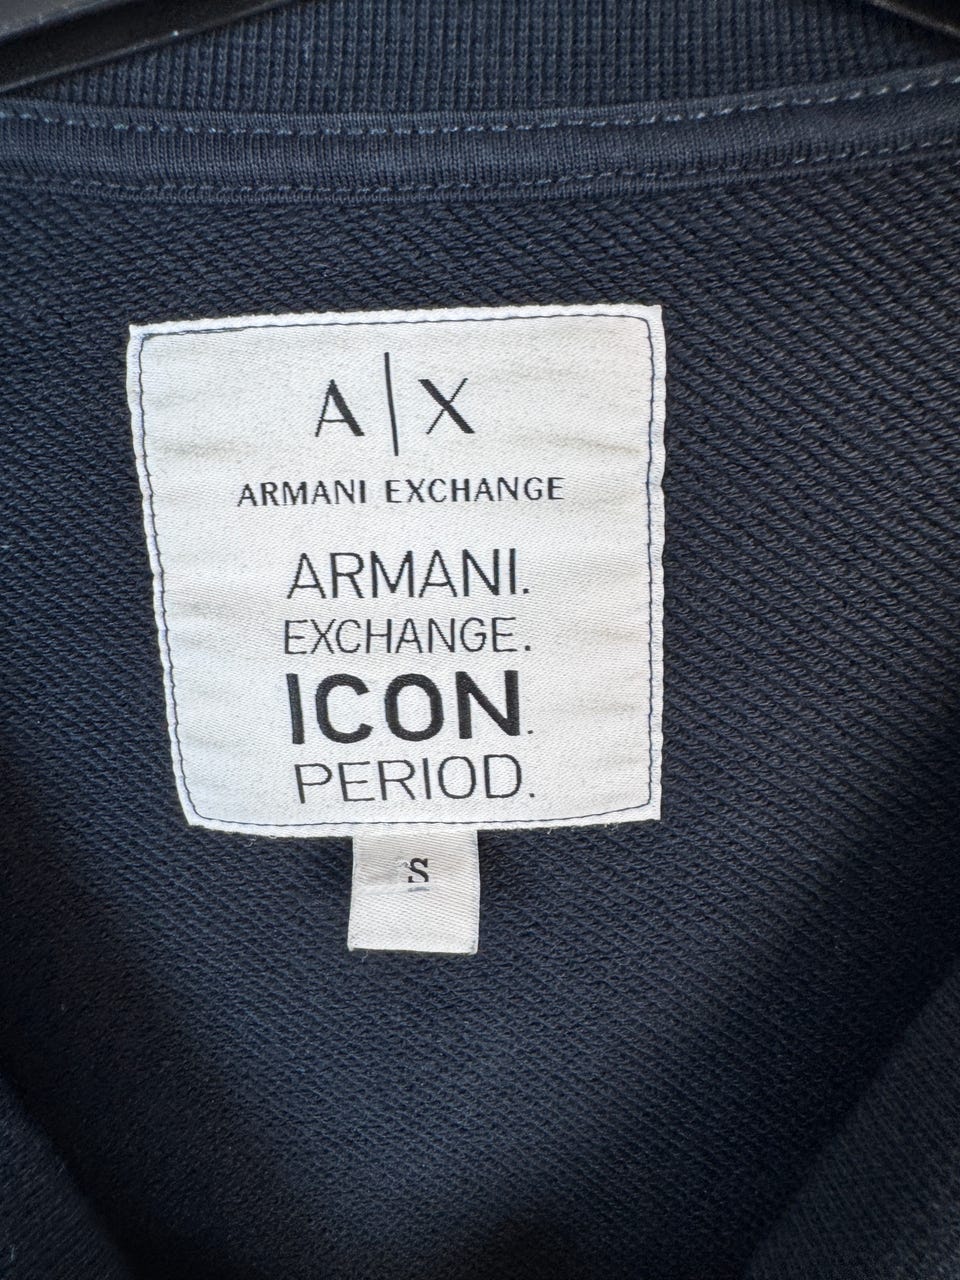 A|X
ARMANI EXCHANGE
ARMANI.
EXCHANGE.
ICON.
PERIOD.
S